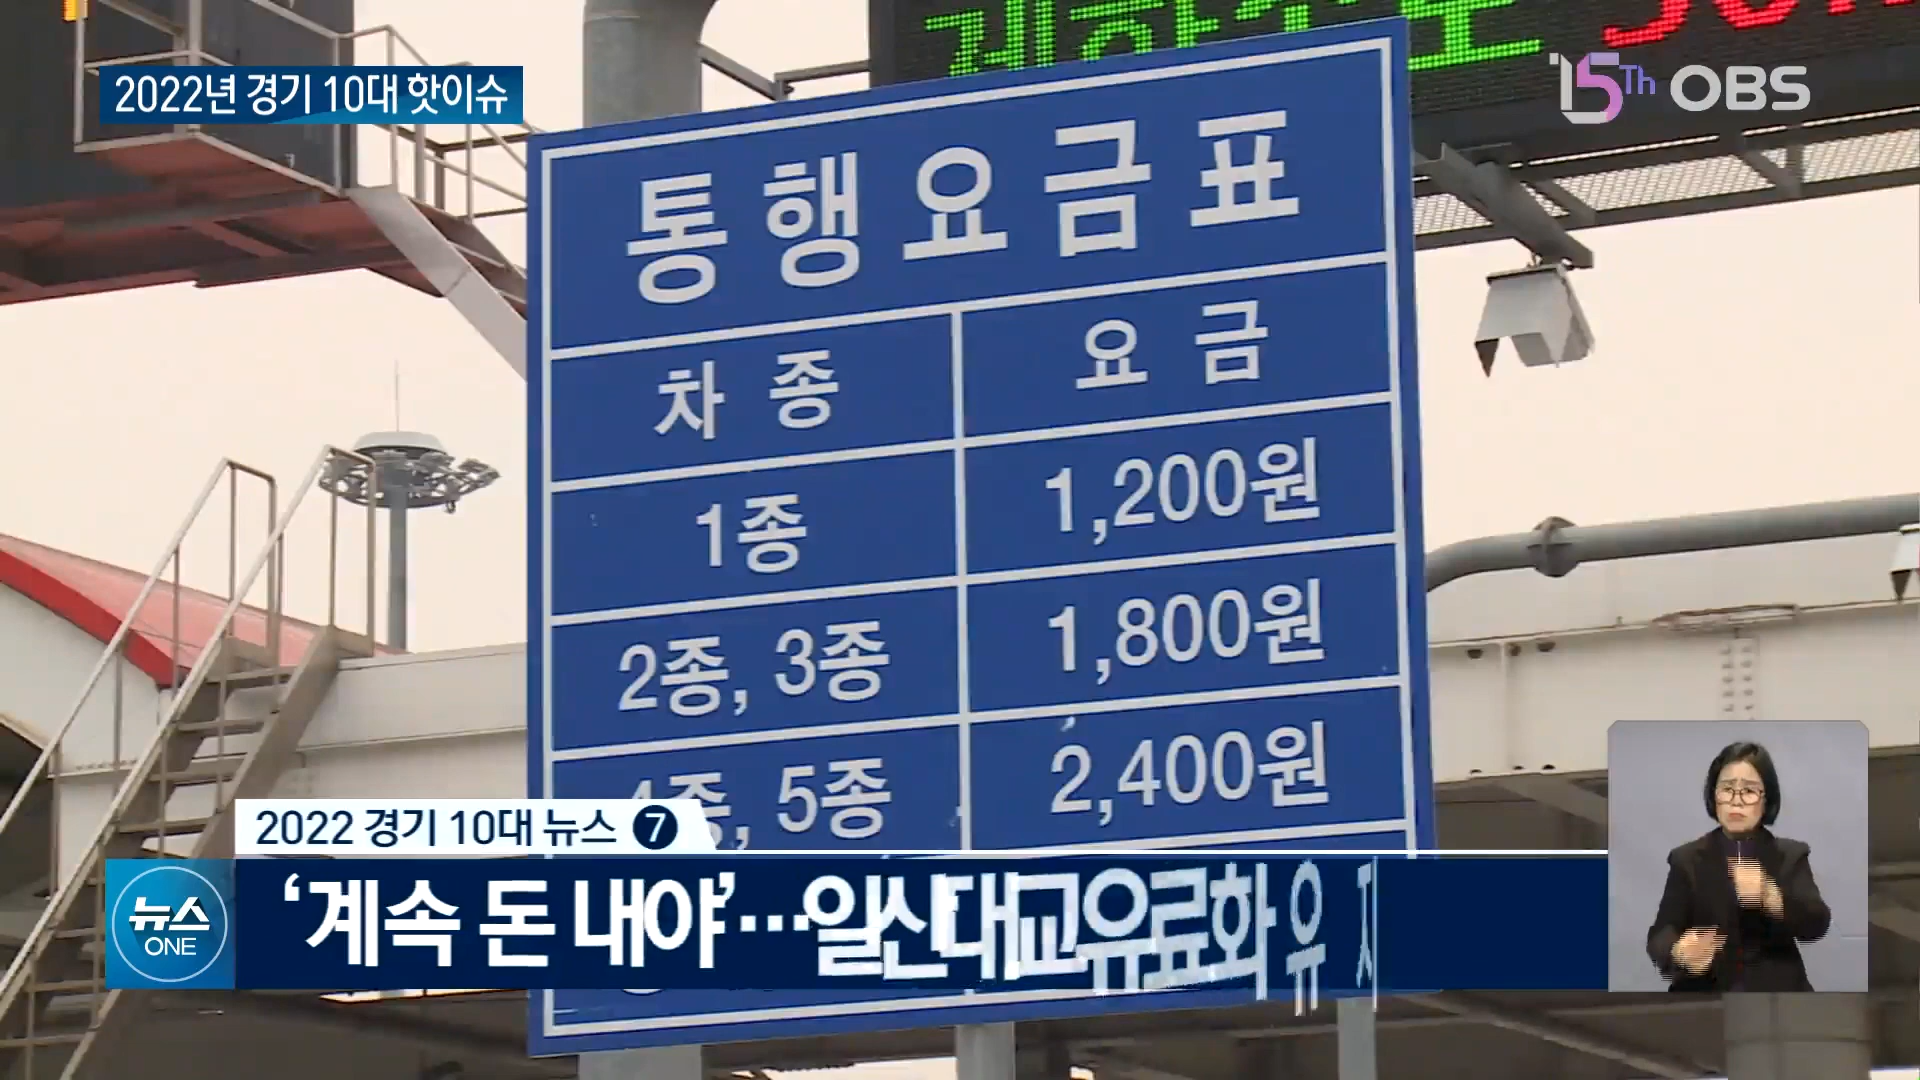 2022년 경기 10대 핫이슈
15Th OBS
통행요금표
차종 요금
1종 1,200원
2종, 3종 1,800원
4종, 5종 2,400원
2022 경기 10대 뉴스 7
뉴스
ONE
‘계속 돈 내야’…일산대교 유료화 유지